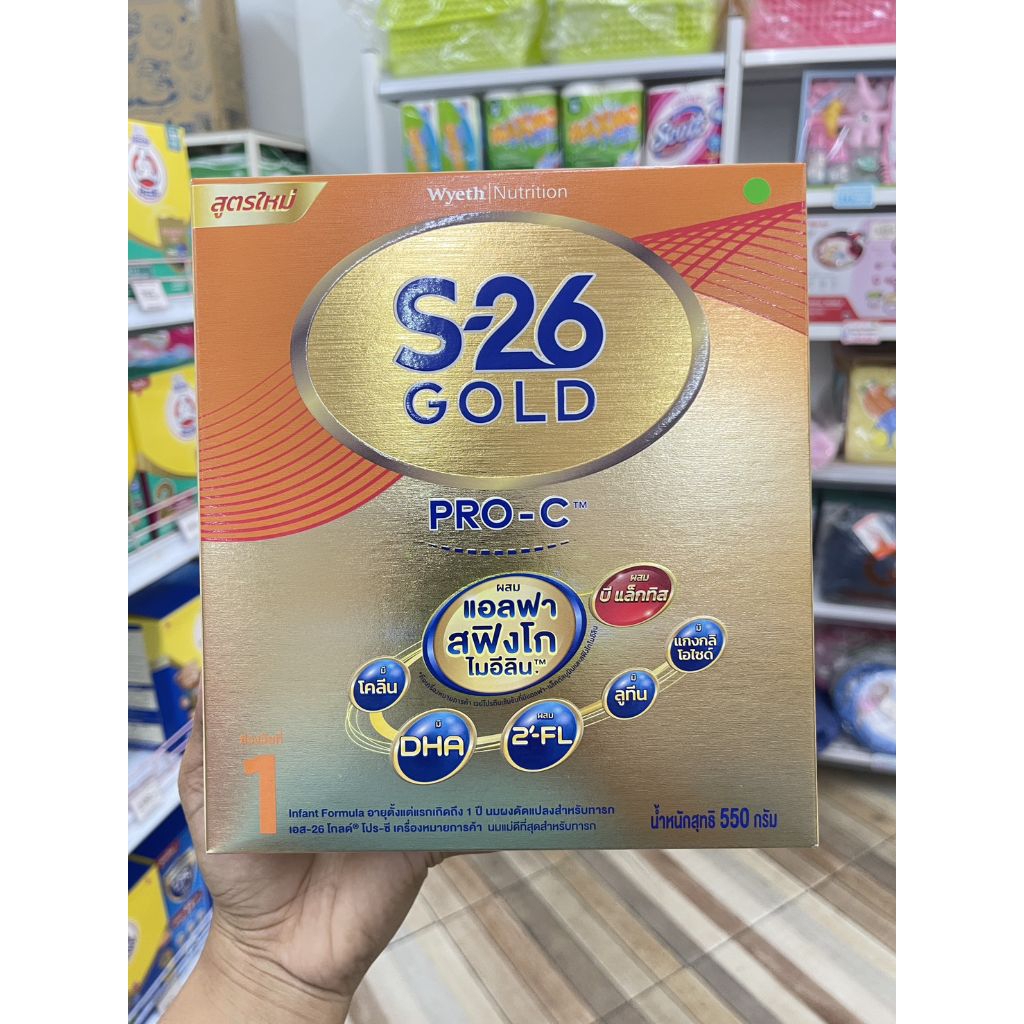 สูตรใหม่
Wyeth® Nutrition
S-26
GOLD
PRO-C™
ผสม
แอลฟา
สฟิงโก
ไมอีลิน™
ผสม
บี แล็กทิส
มี
แกงกลิ
โอไซด์
มี
ลูทีน
ผสม
2'-FL
มี
DHA
มี
โคลีน
1
Infant Formula อายุตั้งแต่แรกเกิดถึง 1 ปี นมผงดัดแปลงสำหรับทารก
เอส-26 โกลด์® โปร-ซี เครื่องหมายการค้า นมแม่ดีที่สุดสำหรับทารก
น้ำหนักสุทธิ 550 กรัม
Scott